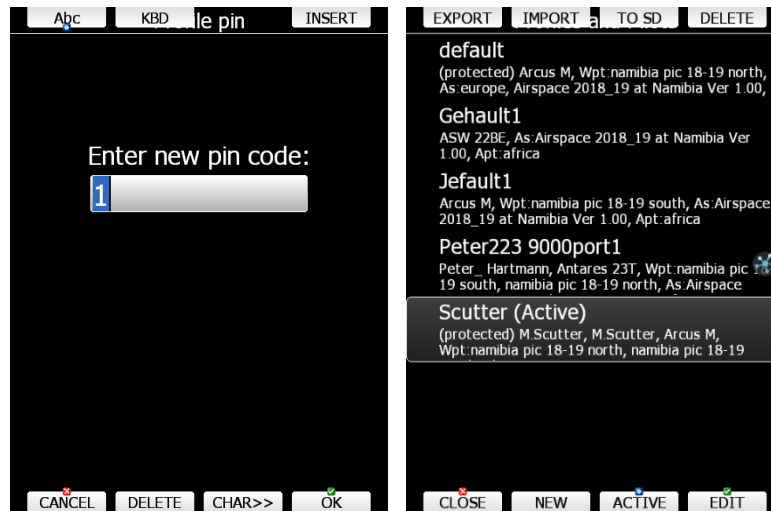 Abc KBD ile pin INSERT
Enter new pin code:
1
CANCEL DELETE CHAR>> OK
EXPORT IMPORT TO SD DELETE
default
(protected) Arcus M, Wpt:namibia pic 18-19 north,
As:europe, Airspace 2018_19 at Namibia Ver 1.00,
Gehault1
ASW 22BE, As:Airspace 2018_19 at Namibia Ver
1.00, Apt:africa
Jefault1
Arcus M, Wpt:namibia pic 18-19 south, As:Airspace
2018_19 at Namibia Ver 1.00, Apt:africa
Peter223 9000port1
Peter_ Hartmann, Antares 23T, Wpt:namibia pic
19 south, namibia pic 18-19 north, As:Airspace
Scutter (Active)
(protected) M.Scutter, M.Scutter, Arcus M,
Wpt:namibia pic 18-19 north, namibia pic 18-19
CLOSE NEW ACTIVE EDIT